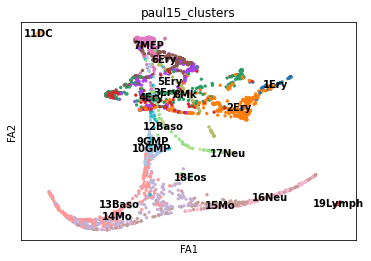 paul15_clusters
11DC
7MEP
6Ery
5Ery
1Ery
3Ery
8Mk
4Ery
2Ery
12Baso
9GMP
10GMP
17Neu
18Eos
16Neu
13Baso
15Mo
19Lymph
14Mo
FA2
FA1